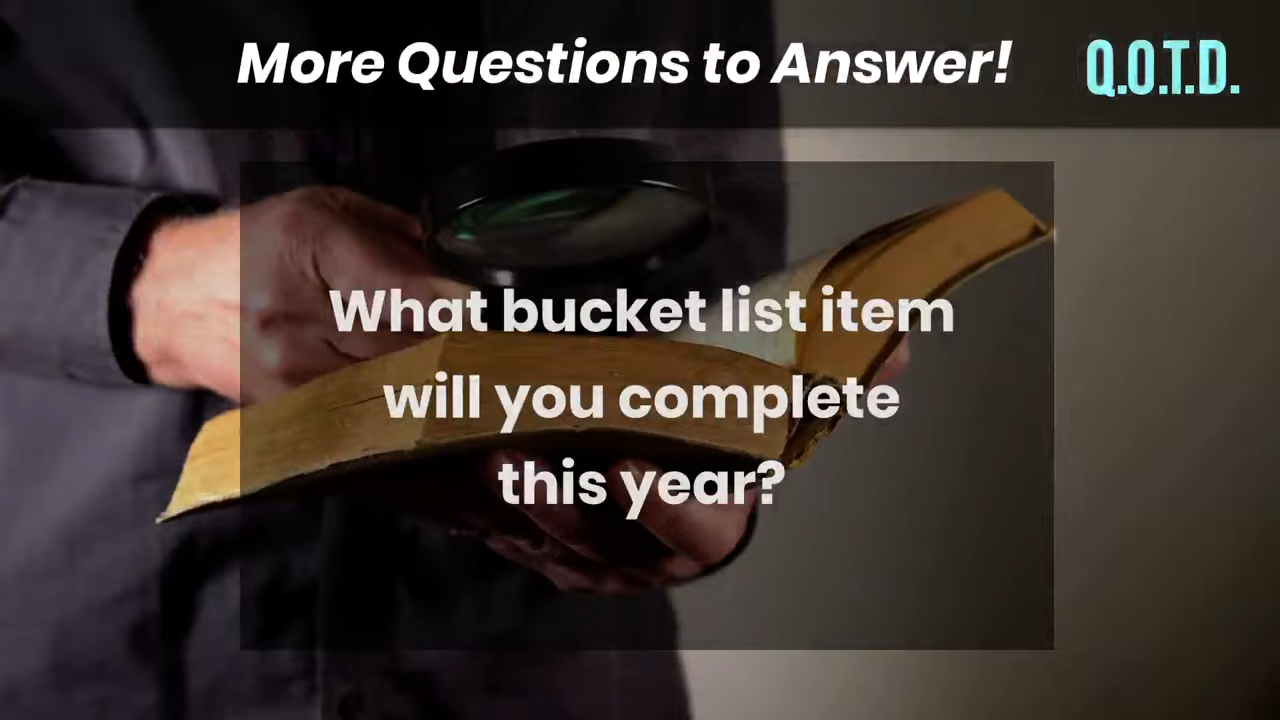 More Questions to Answer!
Q.O.T.D.
What bucket list item
will you complete
this year?